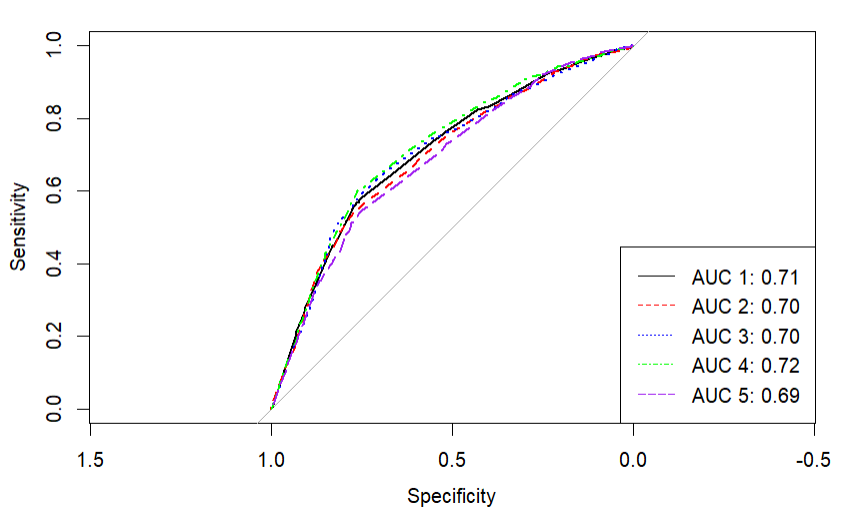 1.0
0.8
0.6
0.4
0.2
0.0
Sensitivity
AUC 1: 0.71
AUC 2: 0.70
AUC 3: 0.70
AUC 4: 0.72
AUC 5: 0.69
1.5 1.0 0.5 0.0 -0.5
Specificity